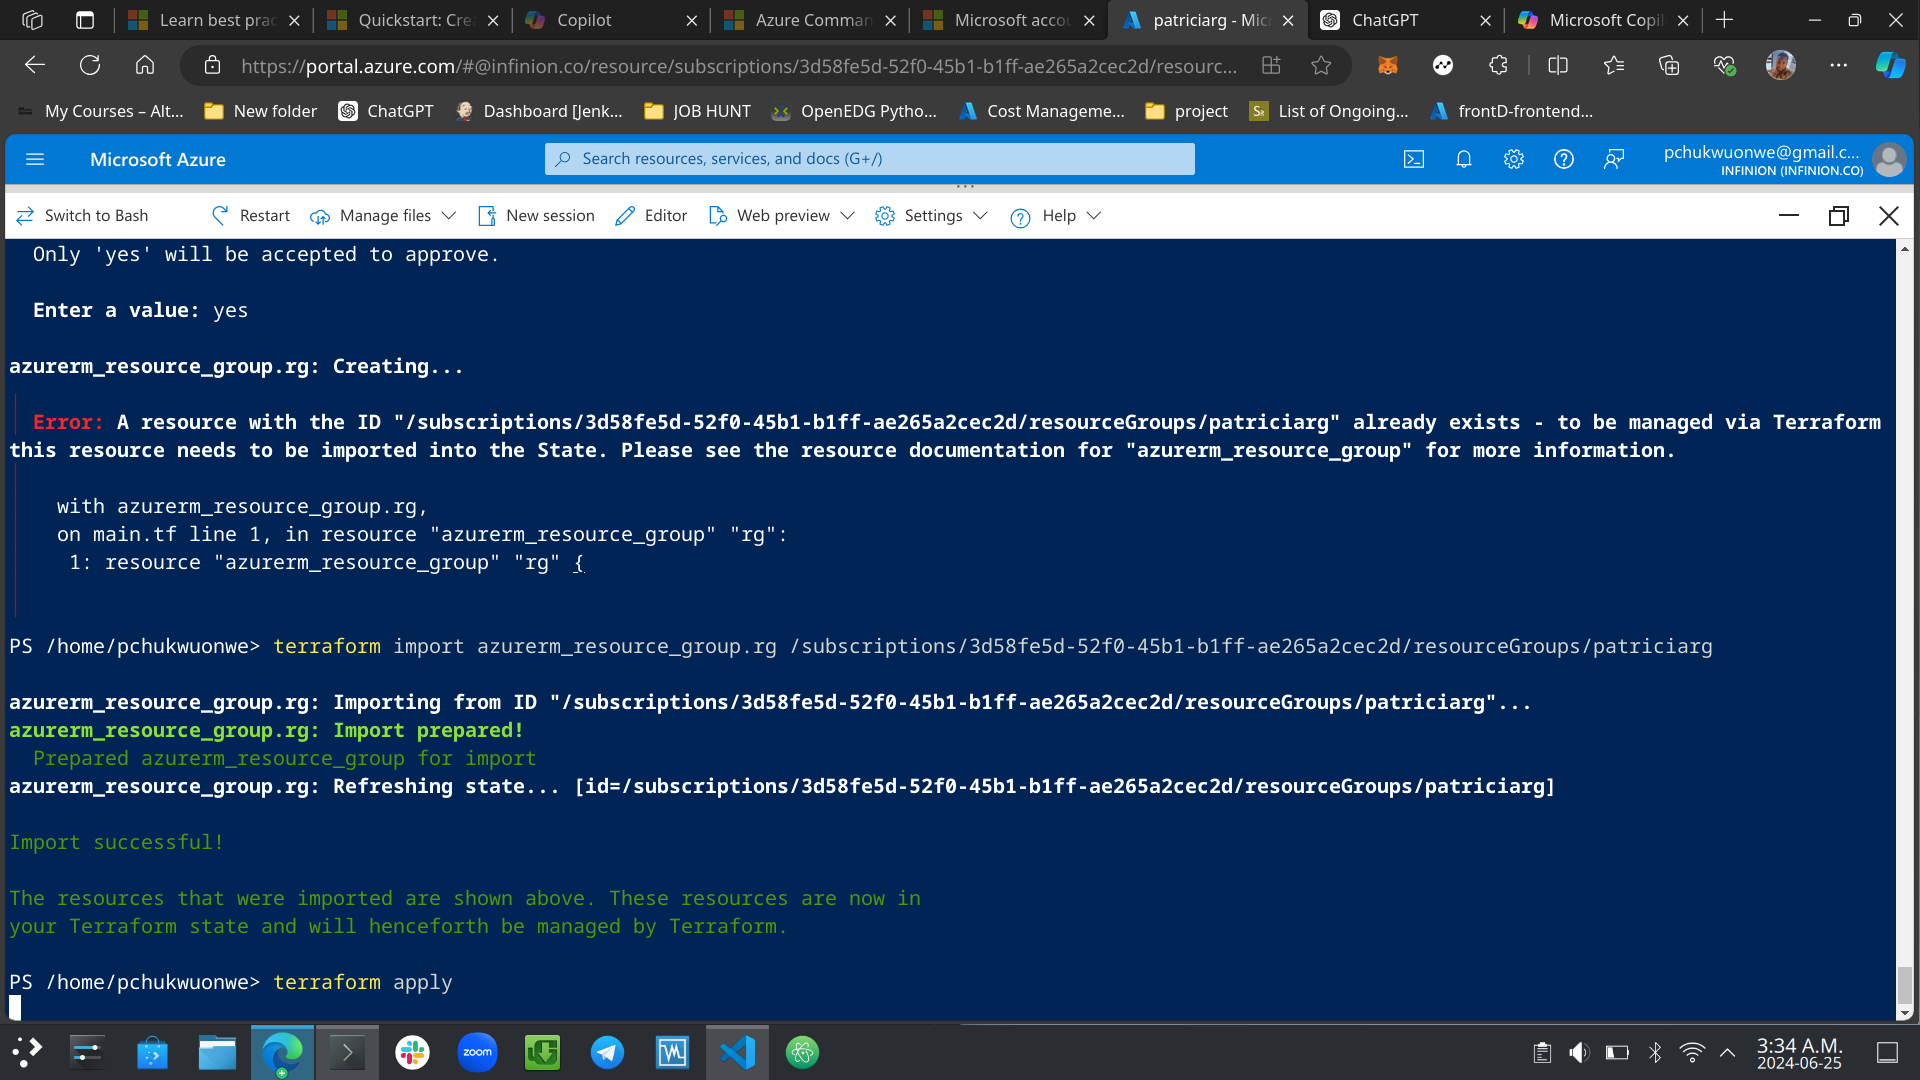 Learn best prac
Quickstart: Crea
Copilot
Azure Comman
Microsoft accou
patriciarg - Micr
ChatGPT
Microsoft Copil
https://portal.azure.com/#@infinion.co/resource/subscriptions/3d58fe5d-52f0-45b1-b1ff-ae265a2cec2d/resourc...
My Courses – Alt...
New folder
ChatGPT
Dashboard [Jenk...
JOB HUNT
OpenEDG Pytho...
Cost Manageme...
project
List of Ongoing...
frontD-frontend...
Microsoft Azure
Search resources, services, and docs (G+/)
pchukwuonwe@gmail.c...
INFINION (INFINION.CO)
Switch to Bash
Restart
Manage files
New session
Editor
Web preview
Settings
Help
Only 'yes' will be accepted to approve.
Enter a value: yes
azurerm_resource_group.rg: Creating...
Error: A resource with the ID "/subscriptions/3d58fe5d-52f0-45b1-b1ff-ae265a2cec2d/resourceGroups/patriciarg" already exists - to be managed via Terraform
this resource needs to be imported into the State. Please see the resource documentation for "azurerm_resource_group" for more information.
with azurerm_resource_group.rg,
on main.tf line 1, in resource "azurerm_resource_group" "rg":
1: resource "azurerm_resource_group" "rg" {
PS /home/pchukwuonwe> terraform import azurerm_resource_group.rg /subscriptions/3d58fe5d-52f0-45b1-b1ff-ae265a2cec2d/resourceGroups/patriciarg
azurerm_resource_group.rg: Importing from ID "/subscriptions/3d58fe5d-52f0-45b1-b1ff-ae265a2cec2d/resourceGroups/patriciarg"...
azurerm_resource_group.rg: Import prepared!
Prepared azurerm_resource_group for import
azurerm_resource_group.rg: Refreshing state... [id=/subscriptions/3d58fe5d-52f0-45b1-b1ff-ae265a2cec2d/resourceGroups/patriciarg]
Import successful!
The resources that were imported are shown above. These resources are now in
your Terraform state and will henceforth be managed by Terraform.
PS /home/pchukwuonwe> terraform apply
zoom
3:34 A.M.
2024-06-25